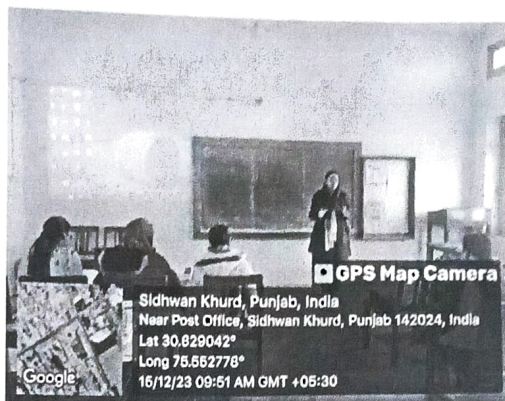 GPS Map Camera
Sidhwan Khurd, Punjab, India
Near Post Office, Sidhwan Khurd, Punjab 142024, India
Lat 30.829042°
Long 75.552776°
16/12/23 09:51 AM GMT +05:30
Google